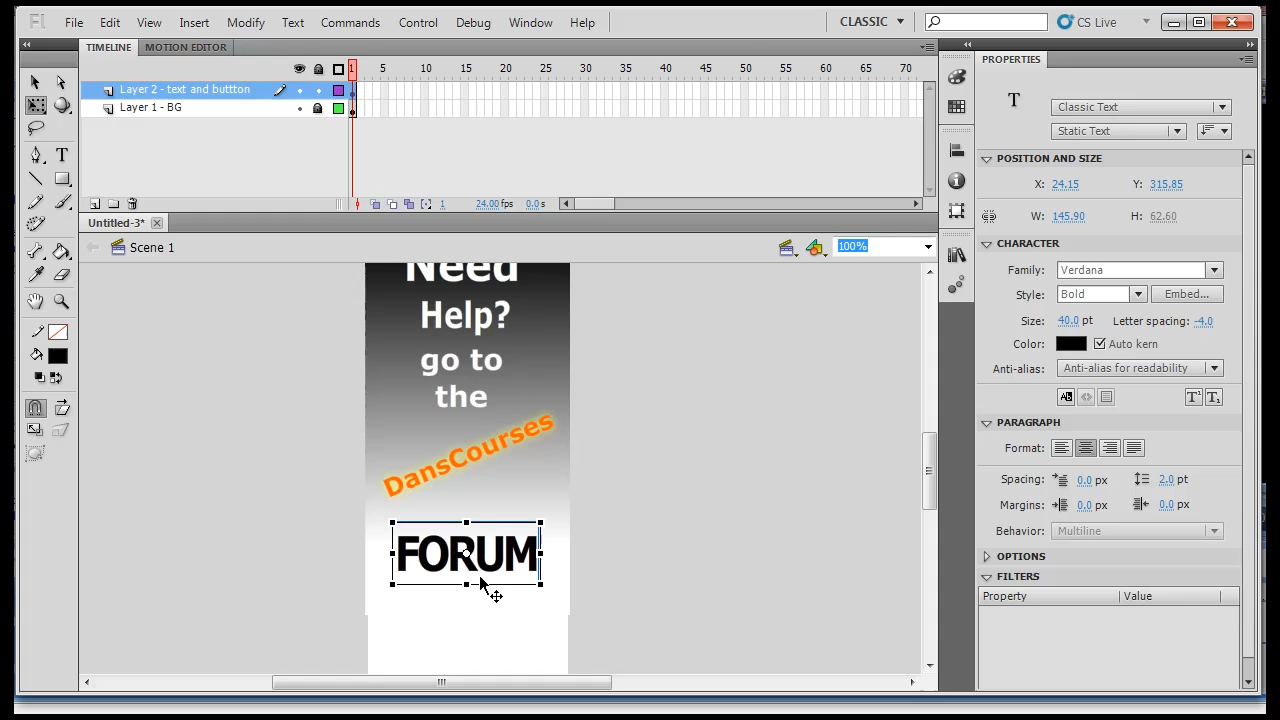 Fl File Edit View Insert Modify Text Commands Control Debug Window Help CLASSIC CS Live
TIMELINE MOTION EDITOR
PROPERTIES
1 5 10 15 20 25 30 35 40 45 50 55 60 65 70
Layer 2 - text and buttton
Layer 1 - BG
T
Classic Text
Static Text
POSITION AND SIZE
X: 24.15 Y: 315.85
W: 145.90 H: 62.60
1 24.00 fps 0.0 s
Untitled-3*
Scene 1
100%
CHARACTER
Family: Verdana
Style: Bold Embed...
Size: 40.0 pt Letter spacing: -4.0
Color: Auto kern
Anti-alias: Anti-alias for readability
PARAGRAPH
Format:
Spacing: 0.0 px 2.0 pt
Margins: 0.0 px 0.0 px
Behavior: Multiline
OPTIONS
FILTERS
Property Value
Need
Help?
go to
the
DansCourses
FORUM